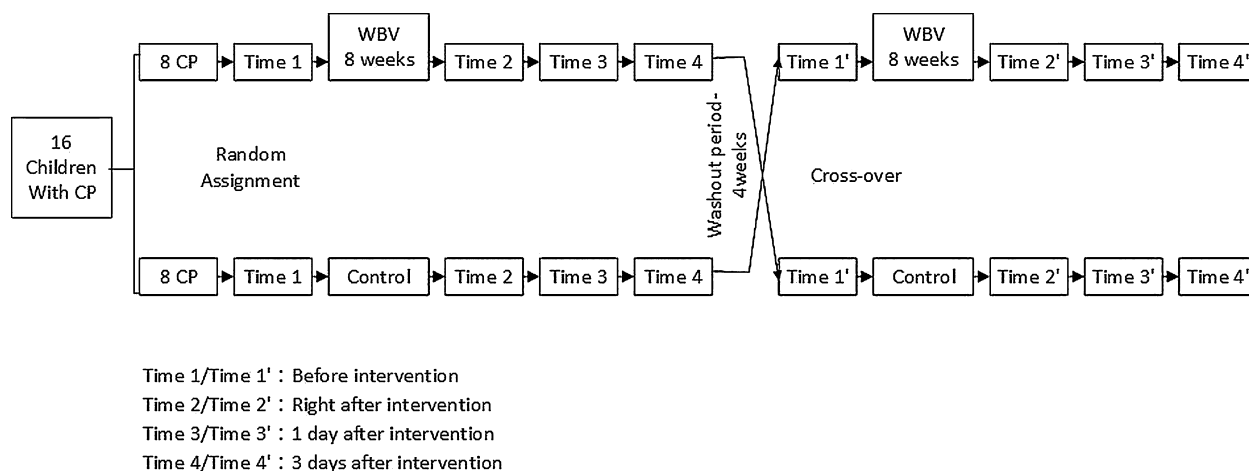 16
Children
With CP
8 CP
Time 1
WBV
8 weeks
Time 2
Time 3
Time 4
Time 1'
WBV
8 weeks
Time 2'
Time 3'
Time 4'
Random
Assignment
Washout period-
4weeks
Cross-over
8 CP
Time 1
Control
Time 2
Time 3
Time 4
Time 1'
Control
Time 2'
Time 3'
Time 4'
Time 1/Time 1'：Before intervention
Time 2/Time 2'：Right after intervention
Time 3/Time 3'：1 day after intervention
Time 4/Time 4'：3 days after intervention